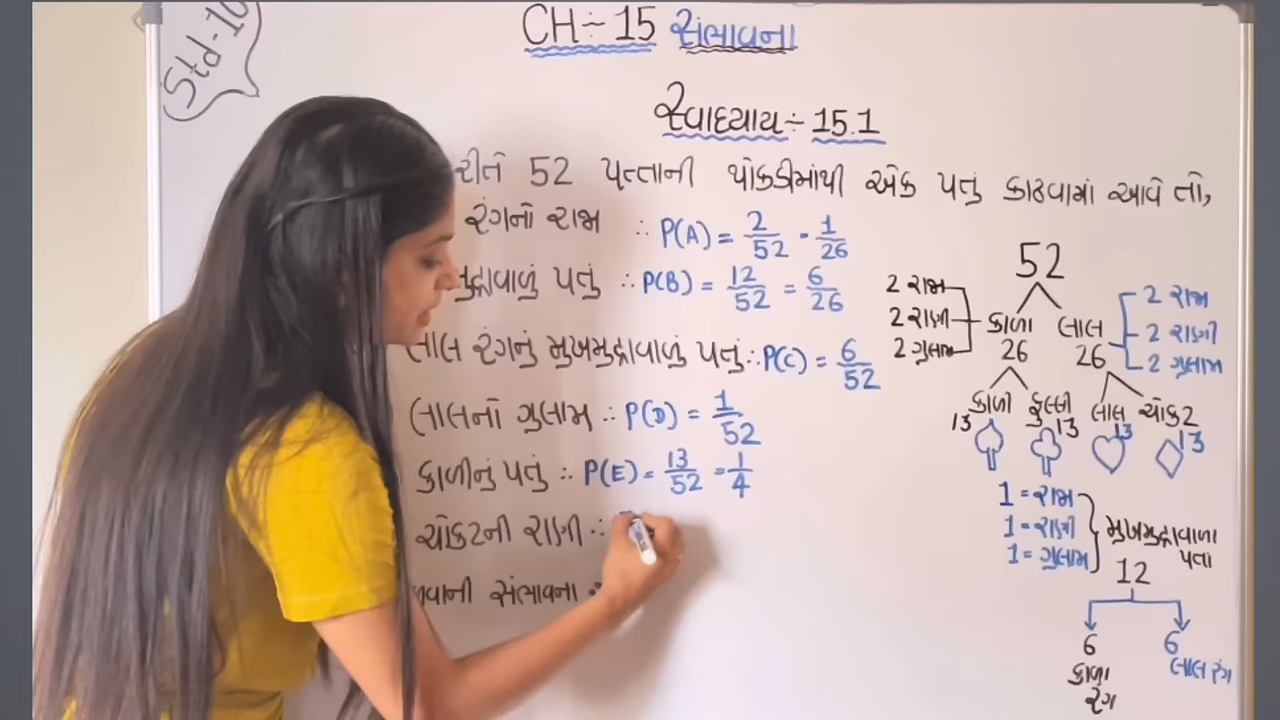 Std-10
CH÷15 સંભાવના
સ્વાધ્યાય÷15.1
રીતે 52 પત્તાની થોકડીમાંથી એક પતું કાઢવામાં આવે તો,
રંગનો રાજા ∴ P(A) = 2/52 = 1/26
મુદ્રાવાળું પતું ∴ P(B) = 12/52 = 6/26
લાલ રંગનું મુખમુદ્રાવાળું પતું ∴ P(C) = 6/52
લાલનો ગુલામ ∴ P(D) = 1/52
કાળીનું પતું ∴ P(E) = 13/52 = 1/4
ચોકટની રાણી ∴
સંભાવના
52
કાળા લાલ
26 26
2 રાજા
2 રાણી
2 ગુલામ
2 રાજા
2 રાણી
2 ગુલામ
કાળી ફુલ્લી લાલ ચોકટ
13 13 13 13
1 = રાજા
1 = રાણી
1 = ગુલામ
મુખમુદ્રાવાળા
પતા
12
6 6
કાળા રંગ
લાલ રંગ